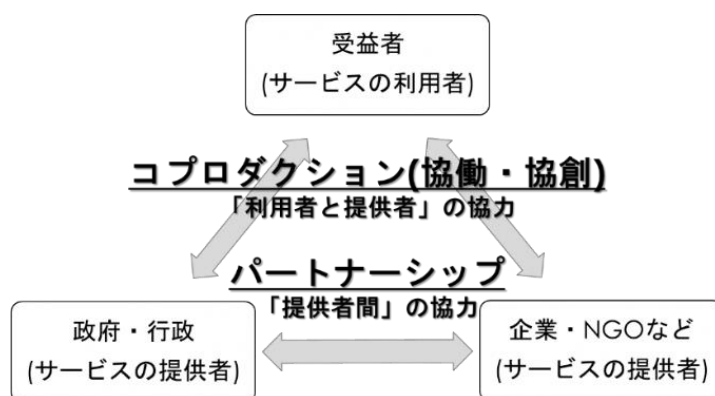 受益者
(サービスの利用者)
コプロダクション(協働・協創)
「利用者と提供者」の協力
パートナーシップ
「提供者間」の協力
政府・行政
(サービスの提供者)
企業・NGOなど
(サービスの提供者)